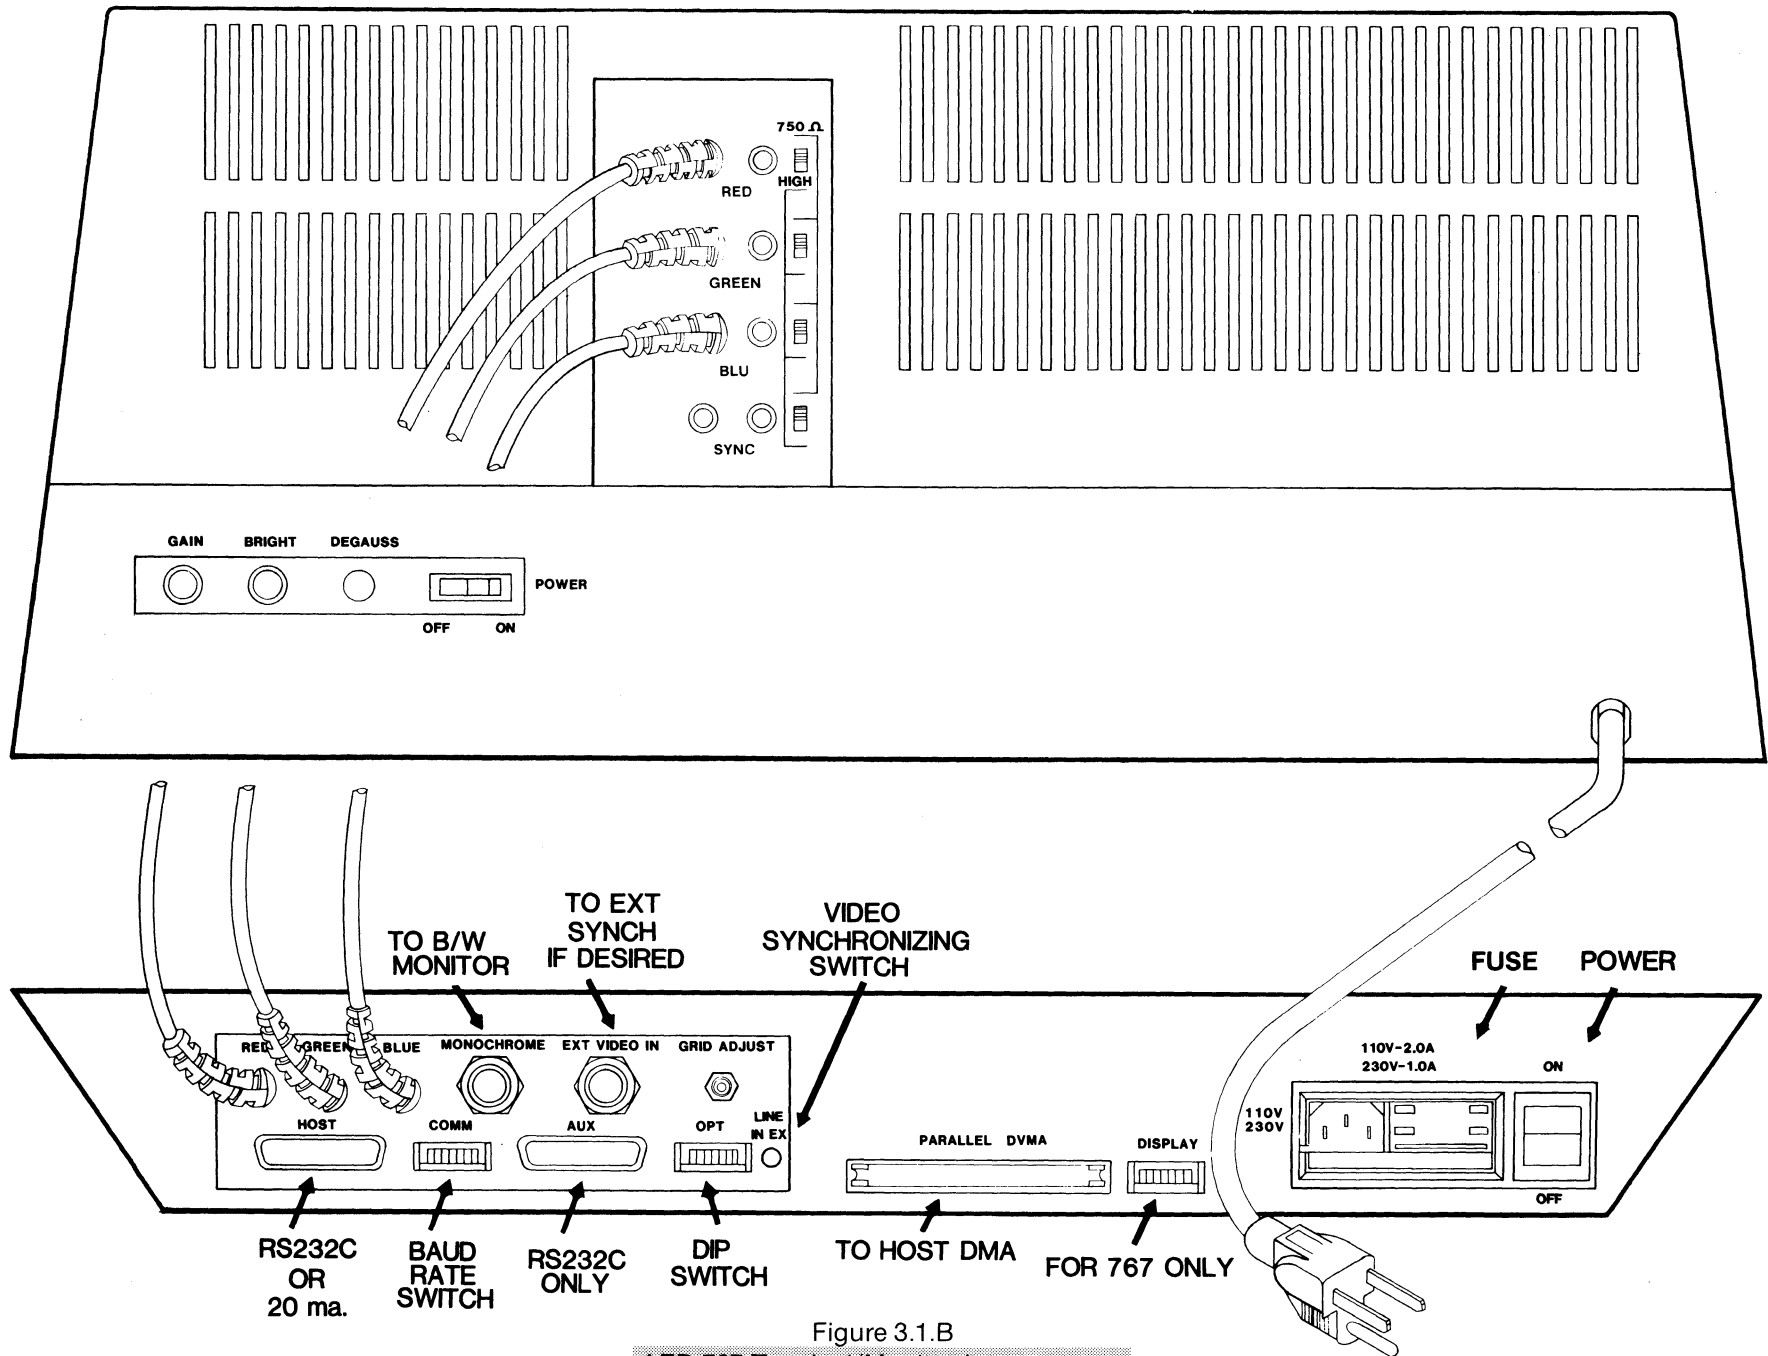 750 Ω
RED
HIGH
GREEN
BLU
SYNC
GAIN BRIGHT DEGAUSS
POWER
OFF ON
TO B/W
MONITOR
TO EXT
SYNCH
IF DESIRED
VIDEO
SYNCHRONIZING
SWITCH
FUSE POWER
RED GREEN BLUE MONOCHROME EXT VIDEO IN GRID ADJUST
HOST COMM AUX OPT
LINE
IN EX
PARALLEL DVMA DISPLAY
110V-2.0A
230V-1.0A
ON
110V
230V
OFF
RS232C
OR
20 ma.
BAUD
RATE
SWITCH
RS232C
ONLY
DIP
SWITCH
TO HOST DMA
FOR 767 ONLY
Figure 3.1.B